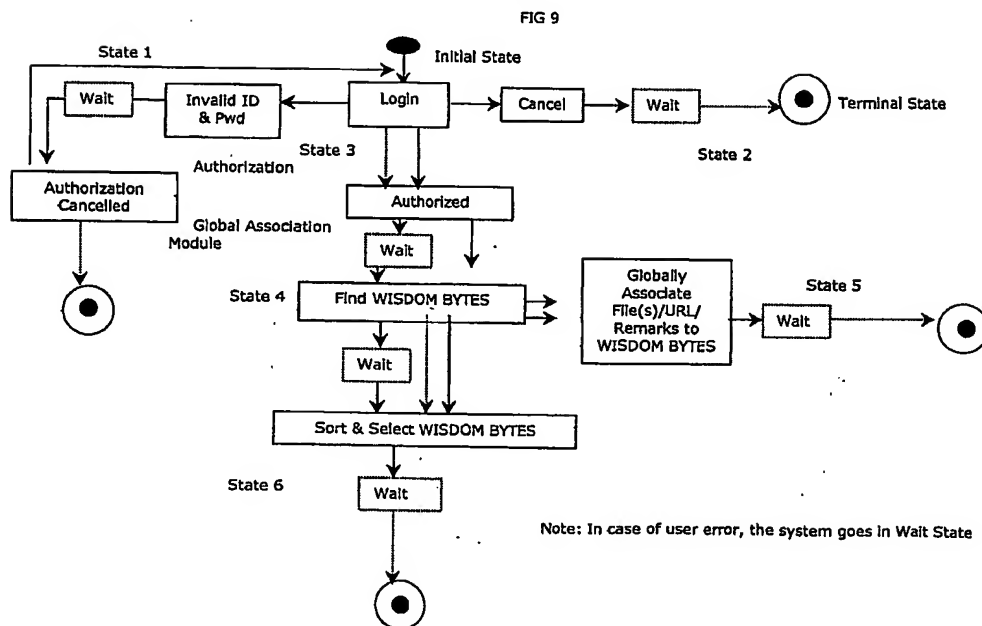 FIG 9
State 1
Initial State
Wait
Invalid ID
& Pwd
Login
Cancel
Wait
Terminal State
State 3
State 2
Authorization
Authorization
Cancelled
Authorized
Global Association
Module
Wait
State 4
Find WISDOM BYTES
Globally
Associate
File(s)/URL/
Remarks to
WISDOM BYTES
State 5
Wait
Wait
Sort & Select WISDOM BYTES
State 6
Wait
Note: In case of user error, the system goes in Wait State